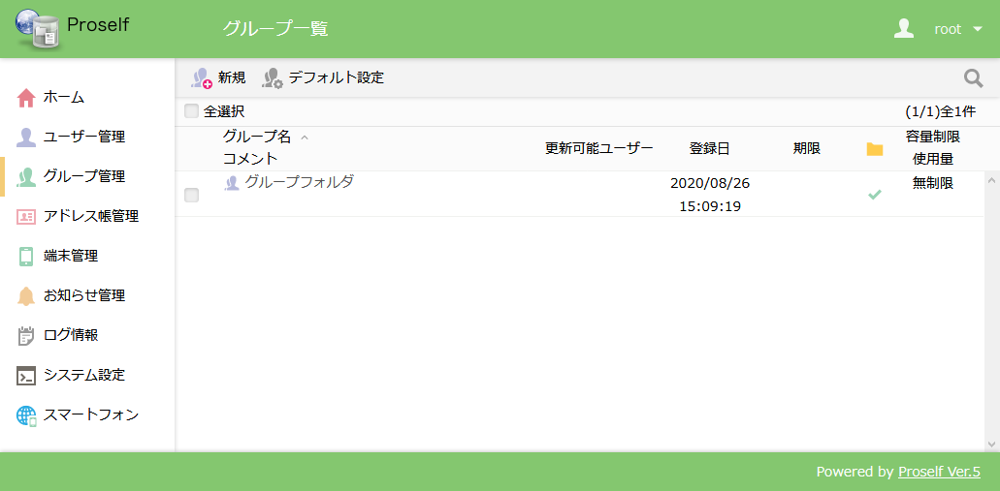 Proself
グループ一覧
root
ホーム
ユーザー管理
グループ管理
アドレス帳管理
端末管理
お知らせ管理
ログ情報
システム設定
スマートフォン
新規 デフォルト設定
全選択 (1/1)全1件
グループ名
コメント
更新可能ユーザー
登録日
期限
容量制限
使用量
グループフォルダ
2020/08/26
15:09:19
無制限
Powered by Proself Ver.5